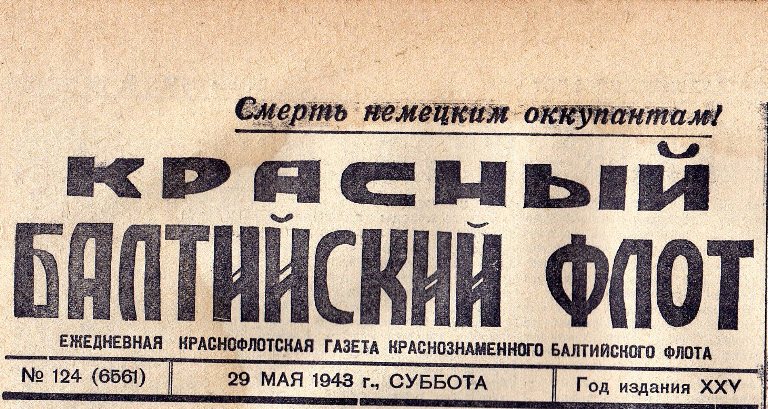 Смерть немецким оккупантам!
КРАСНЫЙ
БАЛТИЙСКИЙ ФЛОТ
ЕЖЕДНЕВНАЯ КРАСНОФЛОТСКАЯ ГАЗЕТА КРАСНОЗНАМЕННОГО БАЛТИЙСКОГО ФЛОТА
№ 124 (6561) 29 МАЯ 1943 г., СУББОТА Год издания XXV